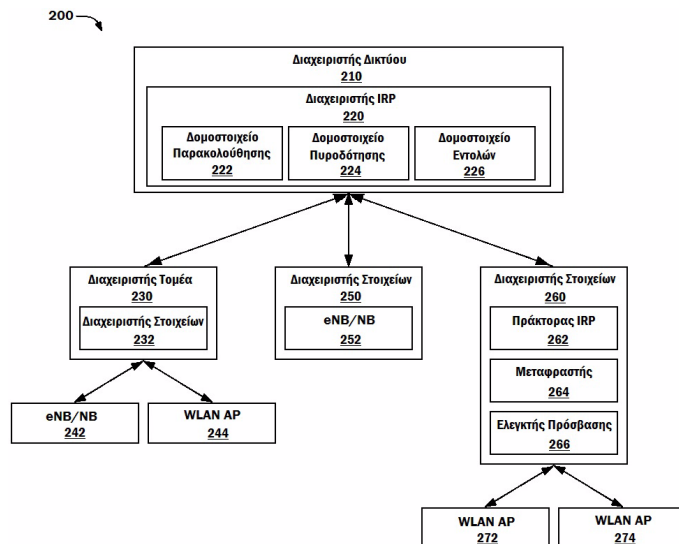 200
Διαχειριστής Δικτύου
210
Διαχειριστής IRP
220
Δομοστοιχείο
Παρακολούθησης
222
Δομοστοιχείο
Πυροδότησης
224
Δομοστοιχείο
Εντολών
226
Διαχειριστής Τομέα
230
Διαχειριστής Στοιχείων
232
Διαχειριστής Στοιχείων
250
eNB/NB
252
Διαχειριστής Στοιχείων
260
Πράκτορας IRP
262
Μεταφραστής
264
Ελεγκτής Πρόσβασης
266
eNB/NB
242
WLAN AP
244
WLAN AP
272
WLAN AP
274